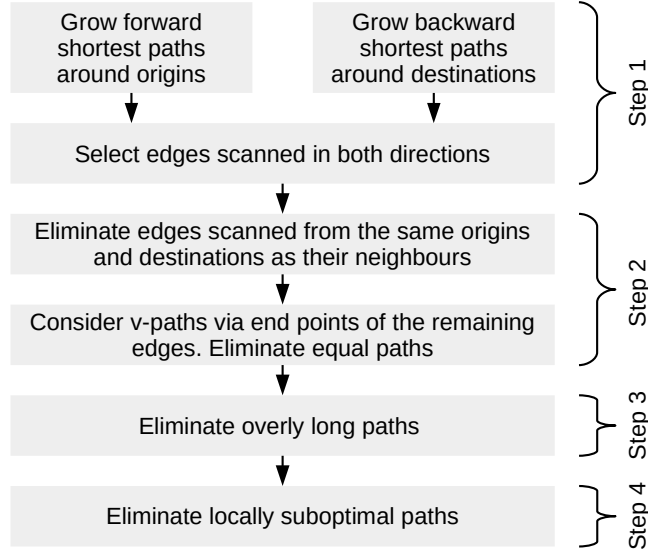 Grow forward
shortest paths
around origins
Grow backward
shortest paths
around destinations
Select edges scanned in both directions
Step 1
Eliminate edges scanned from the same origins
and destinations as their neighbours
Consider v-paths via end points of the remaining
edges. Eliminate equal paths
Step 2
Eliminate overly long paths
Step 3
Eliminate locally suboptimal paths
Step 4